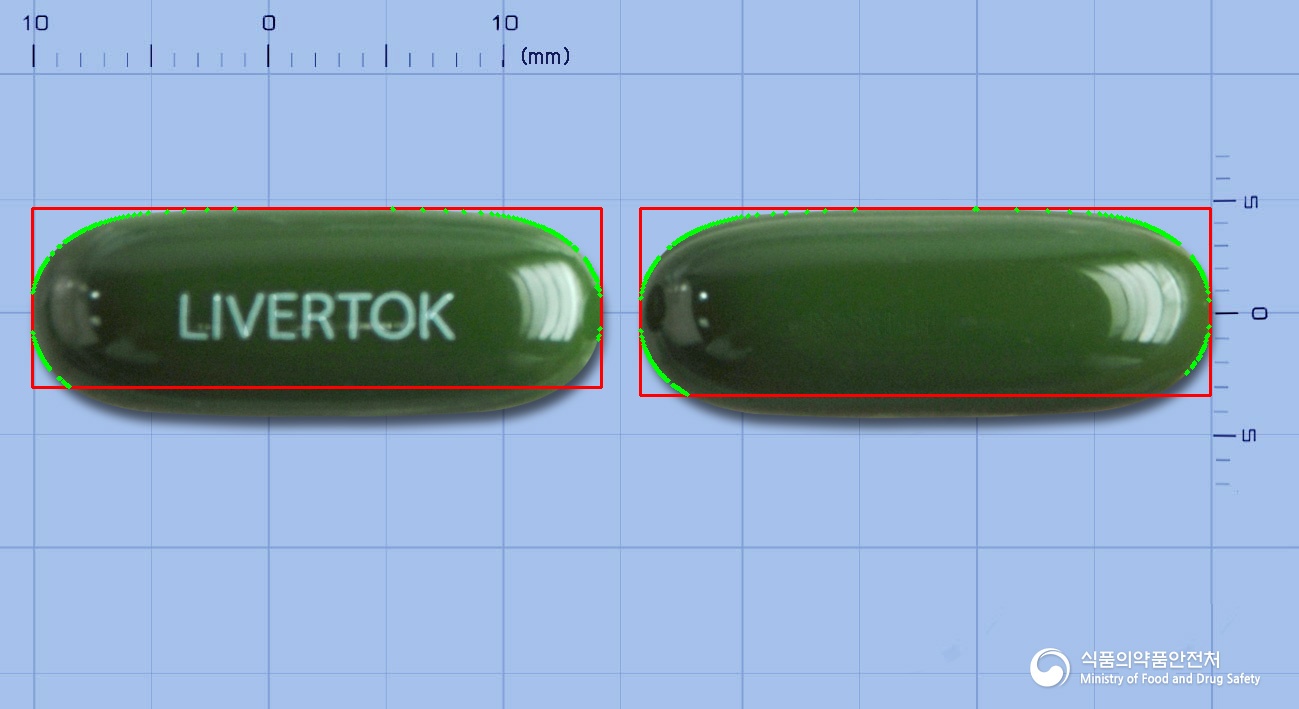 10 0 10
(mm)
LIVERTOK
5
0
5
식품의약품안전처
Ministry of Food and Drug Safety